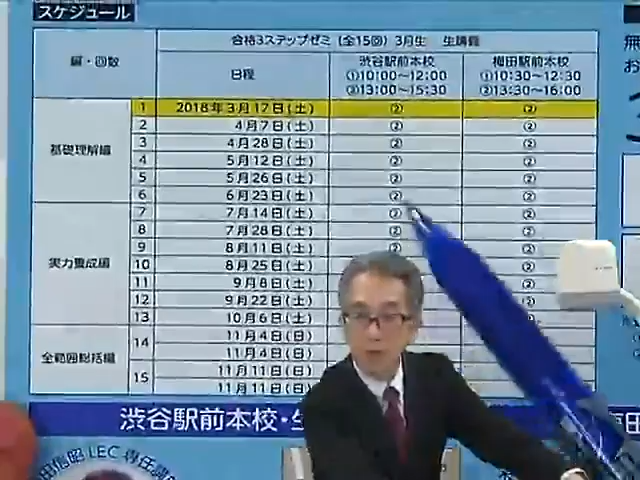 スケジュール
編・回数
合格3ステップゼミ(全15回) 3月生 生講義
日程
渋谷駅前本校
①10:00~12:00
②13:00~15:30
梅田駅前本校
①10:30~12:30
②13:30~16:00
基礎理解編
1 2018年3月17日(土) ② ②
2 4月7日(土) ② ②
3 4月28日(土) ② ②
4 5月12日(土) ② ②
5 5月26日(土) ② ②
6 6月23日(土) ② ②
実力養成編
7 7月14日(土) ② ②
8 7月28日(土) ② ②
9 8月11日(土) ② ②
10 8月25日(土) ②
11 9月8日(土) ②
12 9月22日(土) ②
13 10月6日(土)
全範囲総括編
14 11月4日(日)
11月4日(日)
15 11月11日(日)
11月11日(日)
渋谷駅前本校・
田信昭 LEC 専任講
無
お